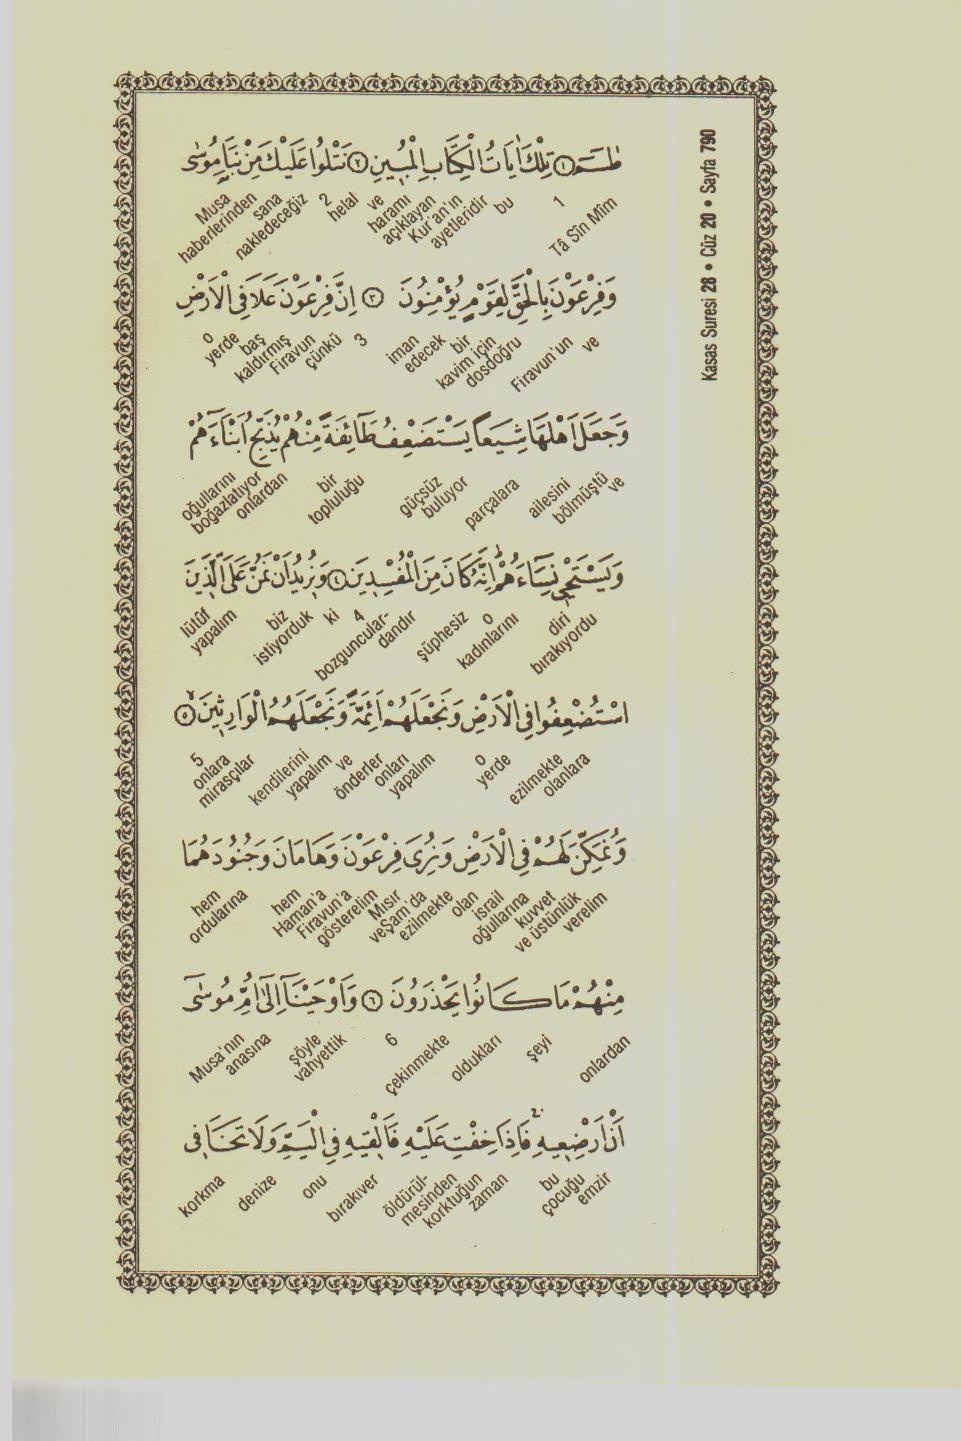 Kasas Suresi 28 • Cüz 20 • Sayfa 790
طٰسٓمٓ ﴿١﴾ تِلْكَ اٰيَاتُ الْكِتَابِ الْمُبٖينِ ﴿٢﴾ نَتْلُوا عَلَيْكَ مِنْ نَبَاِ مُوسٰى
Tâ Sîn Mîm 1 bu ayetleridir Kur'an'ın açıklayan haramı ve helal 2 nakledeceğiz sana haberlerinden Musa
وَفِرْعَوْنَ بِالْحَقِّ لِقَوْمٍ يُؤْمِنُونَ ﴿٣﴾ اِنَّ فِرْعَوْنَ عَلَا فِى الْاَرْضِ
ve Firavun'un dosdoğru kavim için bir edecek iman 3 çünkü Firavun kaldırmış baş yerde o
وَجَعَلَ اَهْلَهَا شِيَعاً يَسْتَضْعِفُ طَٓائِفَةً مِنْهُمْ يُذَبِّحُ اَبْنَٓاءَهُمْ
ve bölmüştü ailesini parçalara buluyor güçsüz topluluğu bir onlardan boğazlatıyor oğullarını
وَيَسْتَحْيٖ نِسَٓاءَهُمْ اِنَّهُ كَانَ مِنَ الْمُفْسِدٖينَ ﴿٤﴾ وَنُرٖيدُ اَنْ نَمُنَّ عَلَى الَّذٖينَ
bırakıyordu diri kadınlarını o şüphesiz bozguncular- dandır 4 ki istiyorduk biz yapalım lütûf
اسْتُضْعِفُوا فِى الْاَرْضِ وَنَجْعَلَهُمْ اَئِمَّةً وَنَجْعَلَهُمُ الْوَارِثٖينَ ﴿٥﴾
olanlara ezilmekte yerde o yapalım onları önderler ve yapalım kendilerini mirasçılar onlara 5
وَنُمَكِّنَ لَهُمْ فِى الْاَرْضِ وَنُرِىَ فِرْعَوْنَ وَهَامَانَ وَجُنُودَهُمَا
verelim ve üstünlük kuvvet oğullarına israil olan ezilmekte veŞam'da Mısır gösterelim Firavun'a Haman'a hem ordularına hem
مِنْهُمْ مَا كَانُوا يَحْذَرُونَ ﴿٦﴾ وَاَوْحَيْنَٓا اِلٰٓى اُمِّ مُوسٰٓى
onlardan şeyi oldukları çekinmekte 6 vahyettik şöyle anasına Musa'nın
اَنْ اَرْضِعٖيهِ فَاِذَا خِفْتِ عَلَيْهِ فَاَلْقٖيهِ فِى الْيَمِّ وَلَا تَخَافٖى
emzir çocuğu bu zaman korktuğun mesinden öldürül- bırakıver onu denize korkma